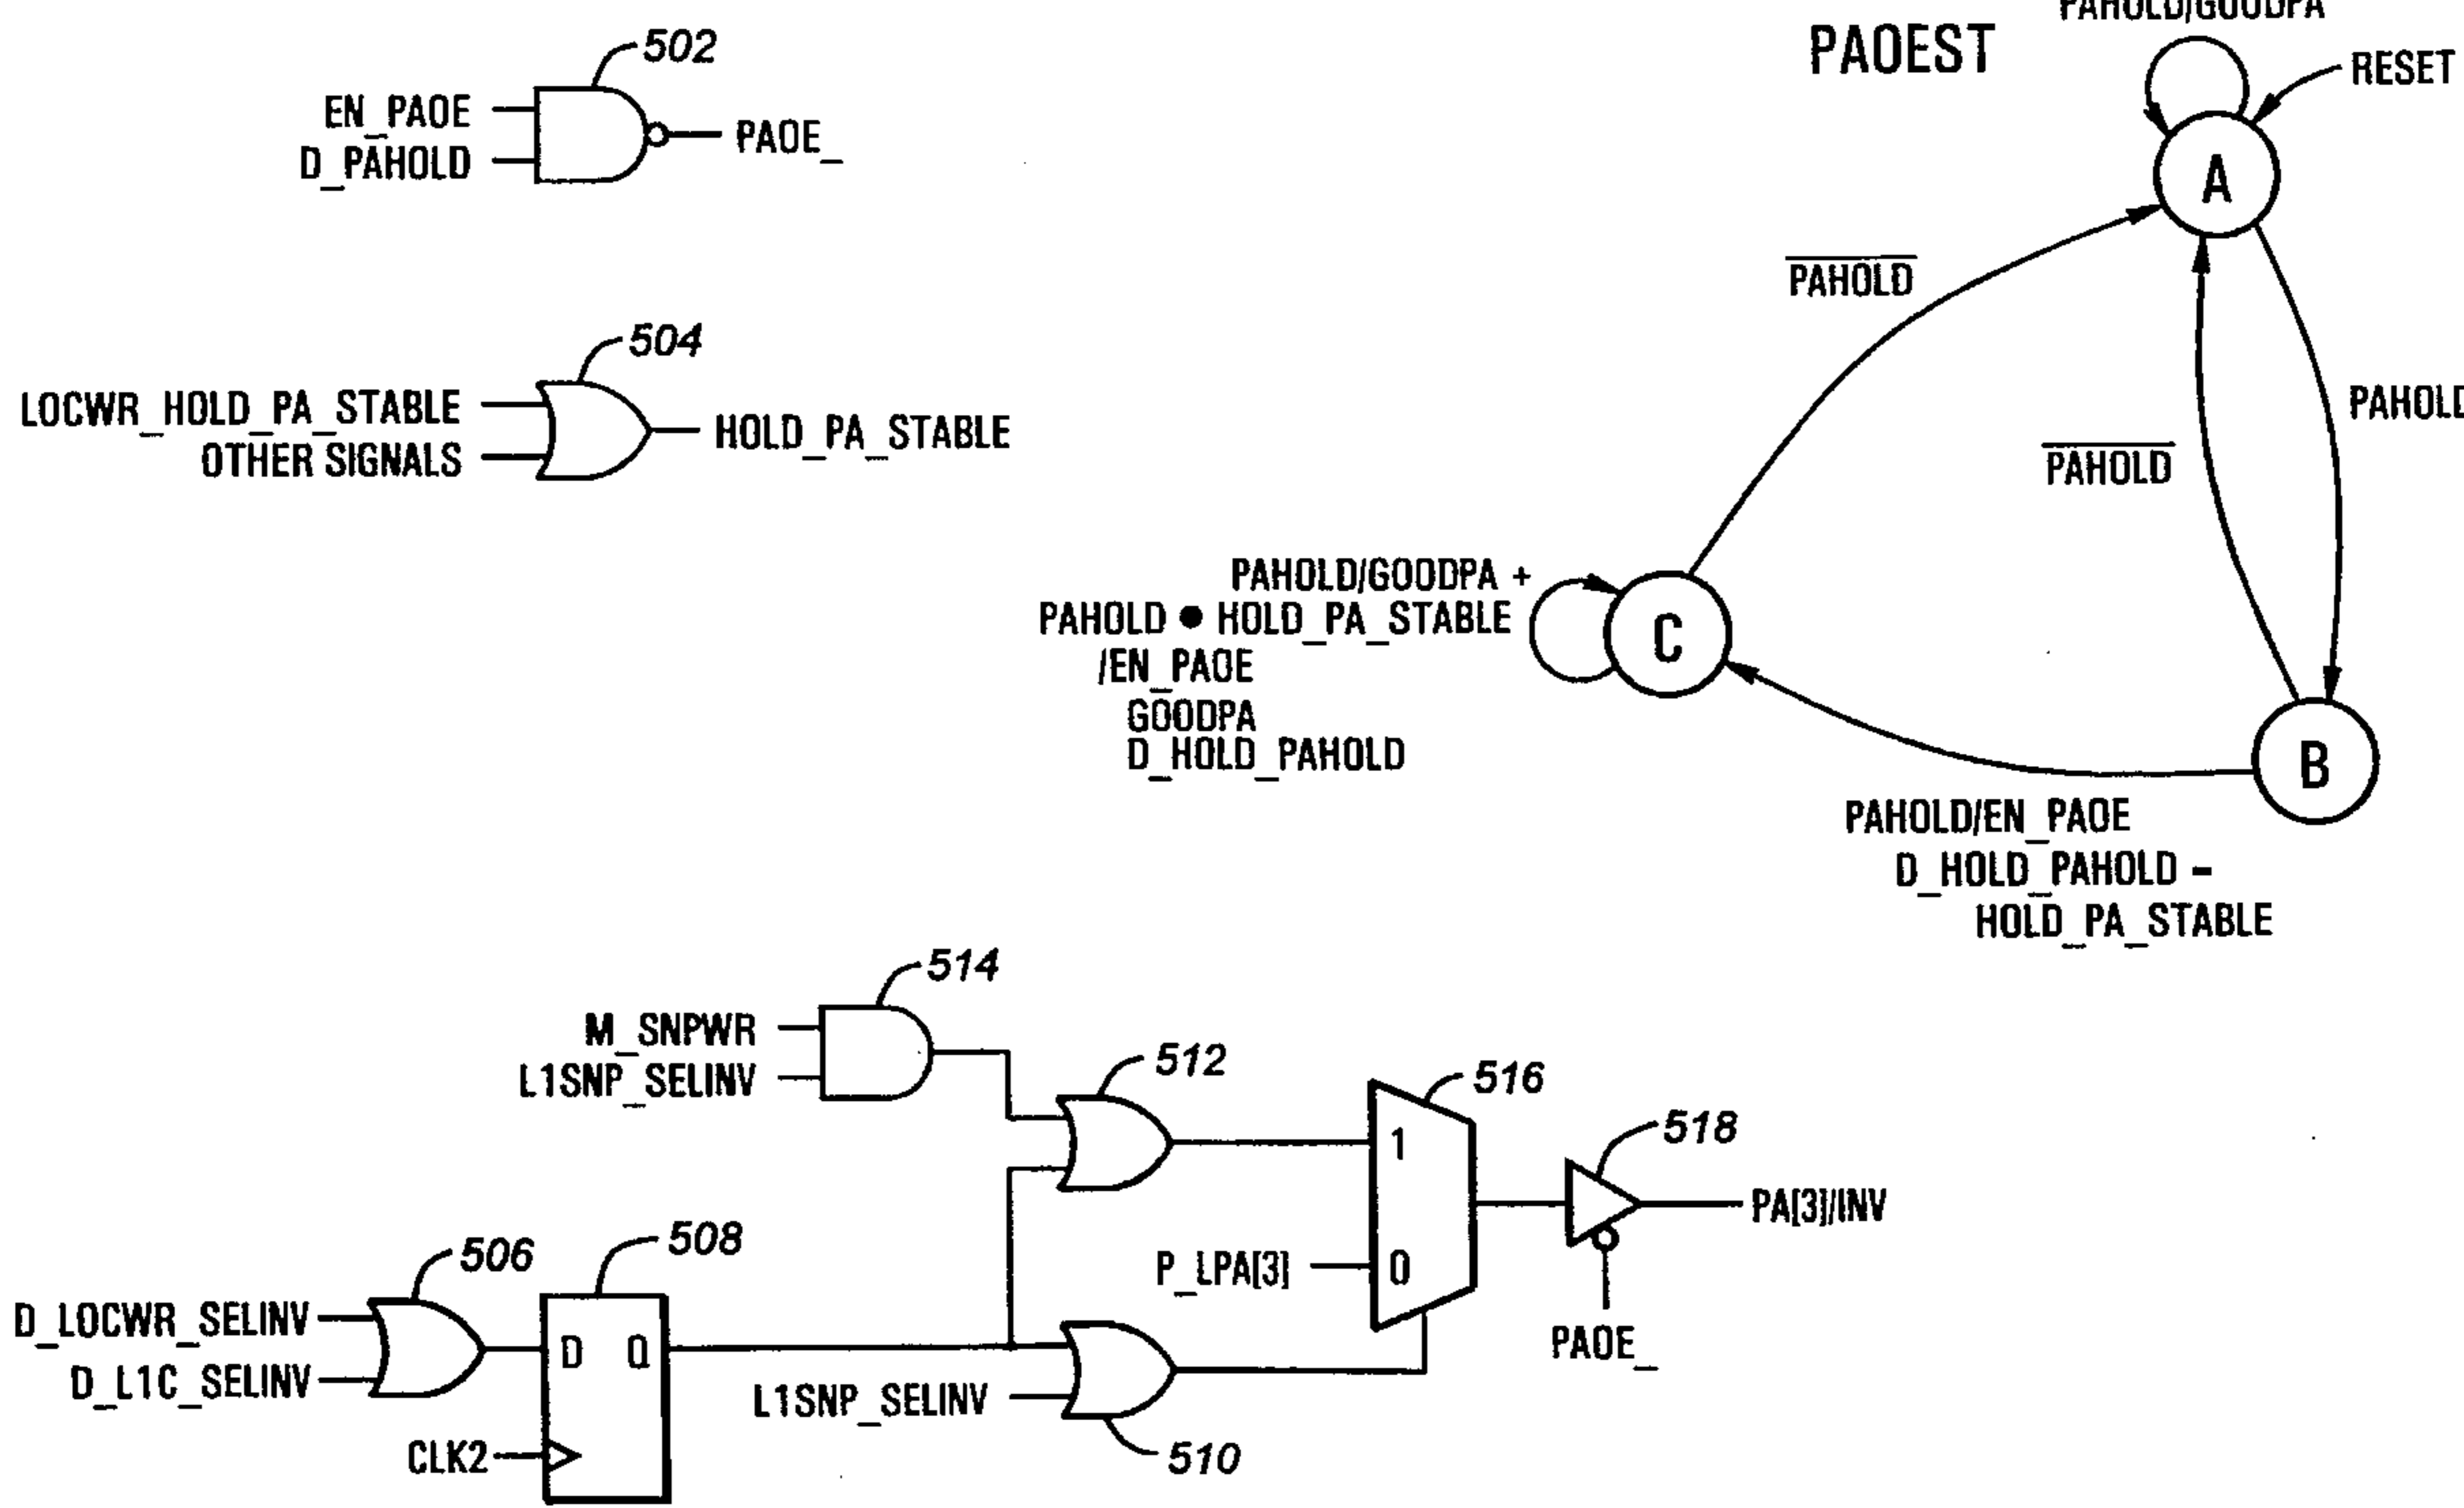 502
EN_PAOE
D_PAHOLD
PAOE_
504
LOCWR_HOLD_PA_STABLE
OTHER SIGNALS
HOLD_PA_STABLE
PAOEST
PAHOLD/GOODPA
RESET
A
PAHOLD
PAHOLD
PAHOLD
PAHOLD/GOODPA +
PAHOLD ● HOLD_PA_STABLE
/EN_PAOE
GOODPA
D_HOLD_PAHOLD
C
B
PAHOLD/EN_PAOE
D_HOLD_PAHOLD -
HOLD_PA_STABLE
514
M_SNPWR
L1SNP_SELINV
512
516
1
518
PA[3]/INV
P_LPA[3]
0
PAOE_
506
508
D_LOCWR_SELINV
D_L1C_SELINV
D Q
CLK2
L1SNP_SELINV
510